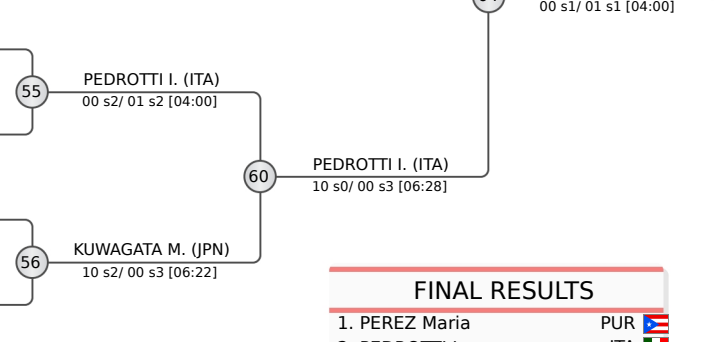 00 s1/ 01 s1 [04:00]
PEDROTTI I. (ITA)
55
00 s2/ 01 s2 [04:00]
PEDROTTI I. (ITA)
60
10 s0/ 00 s3 [06:28]
KUWAGATA M. (JPN)
56
10 s2/ 00 s3 [06:22]
FINAL RESULTS
1. PEREZ Maria PUR